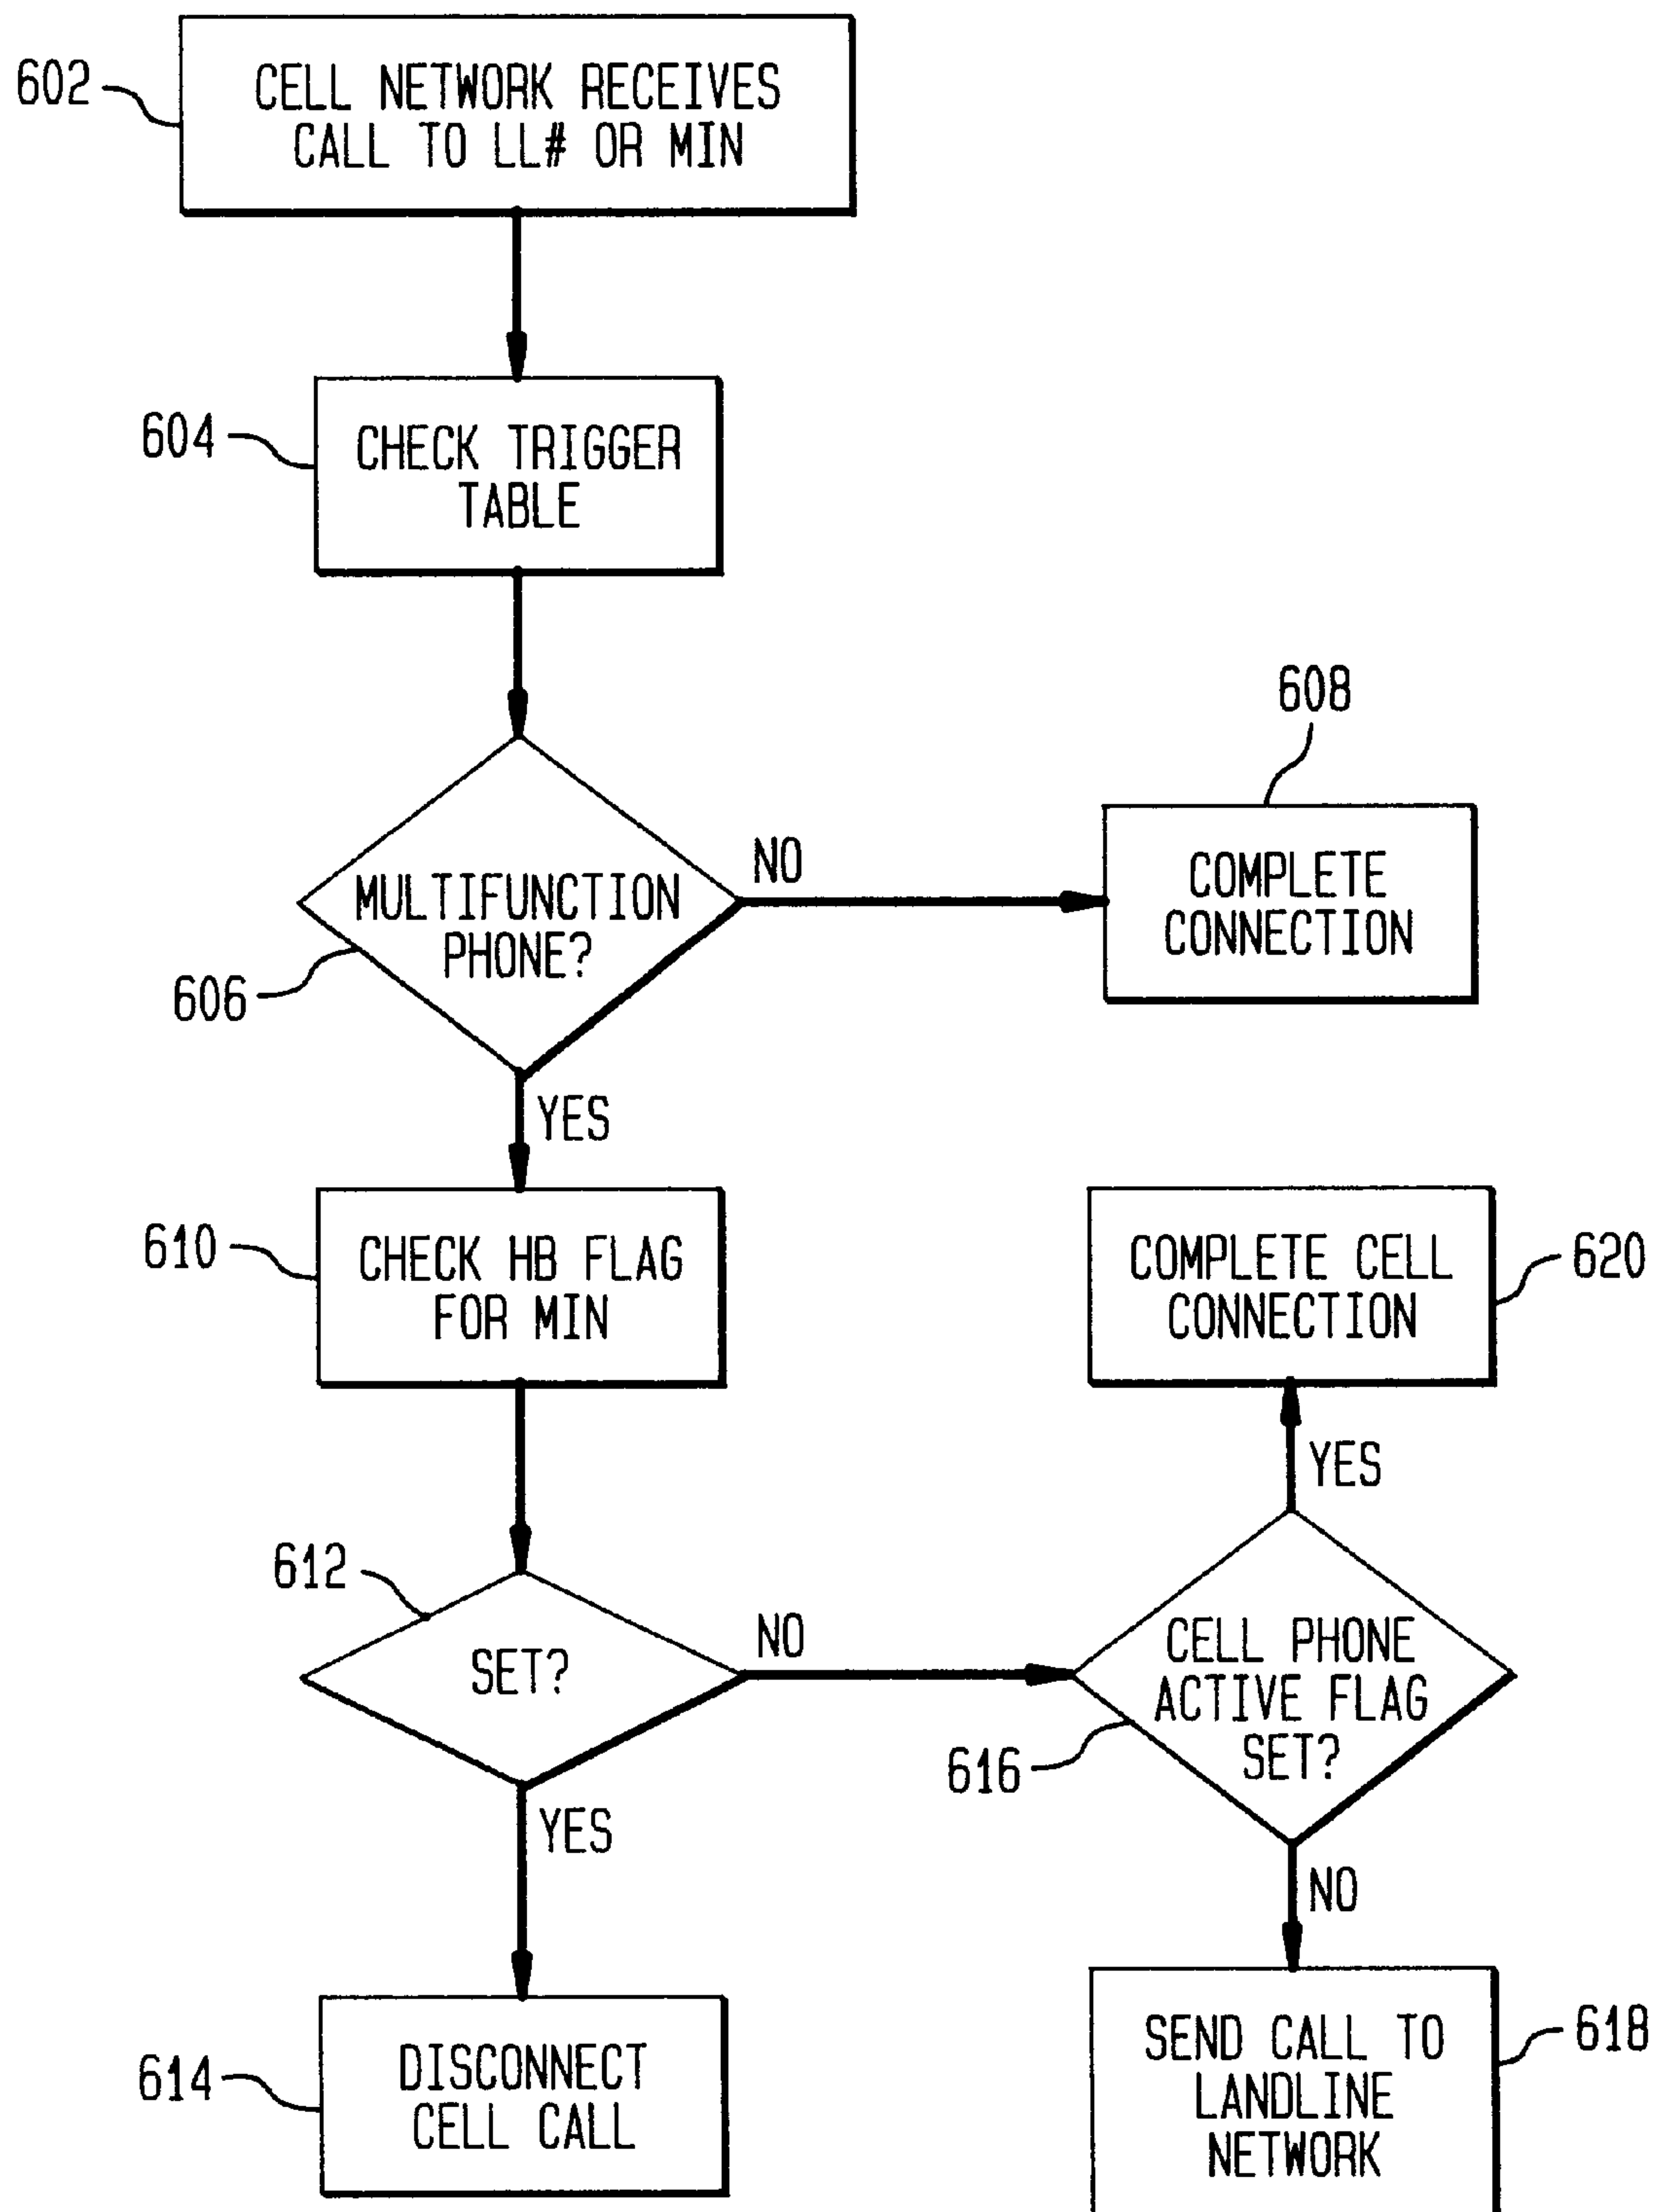 602
CELL NETWORK RECEIVES
CALL TO LL# OR MIN
604
CHECK TRIGGER
TABLE
608
NO
COMPLETE
CONNECTION
MULTIFUNCTION
PHONE?
606
YES
610
CHECK HB FLAG
FOR MIN
COMPLETE CELL
CONNECTION
620
YES
612
SET?
NO
CELL PHONE
ACTIVE FLAG
SET?
616
YES
NO
614
DISCONNECT
CELL CALL
SEND CALL TO
LANDLINE
NETWORK
618